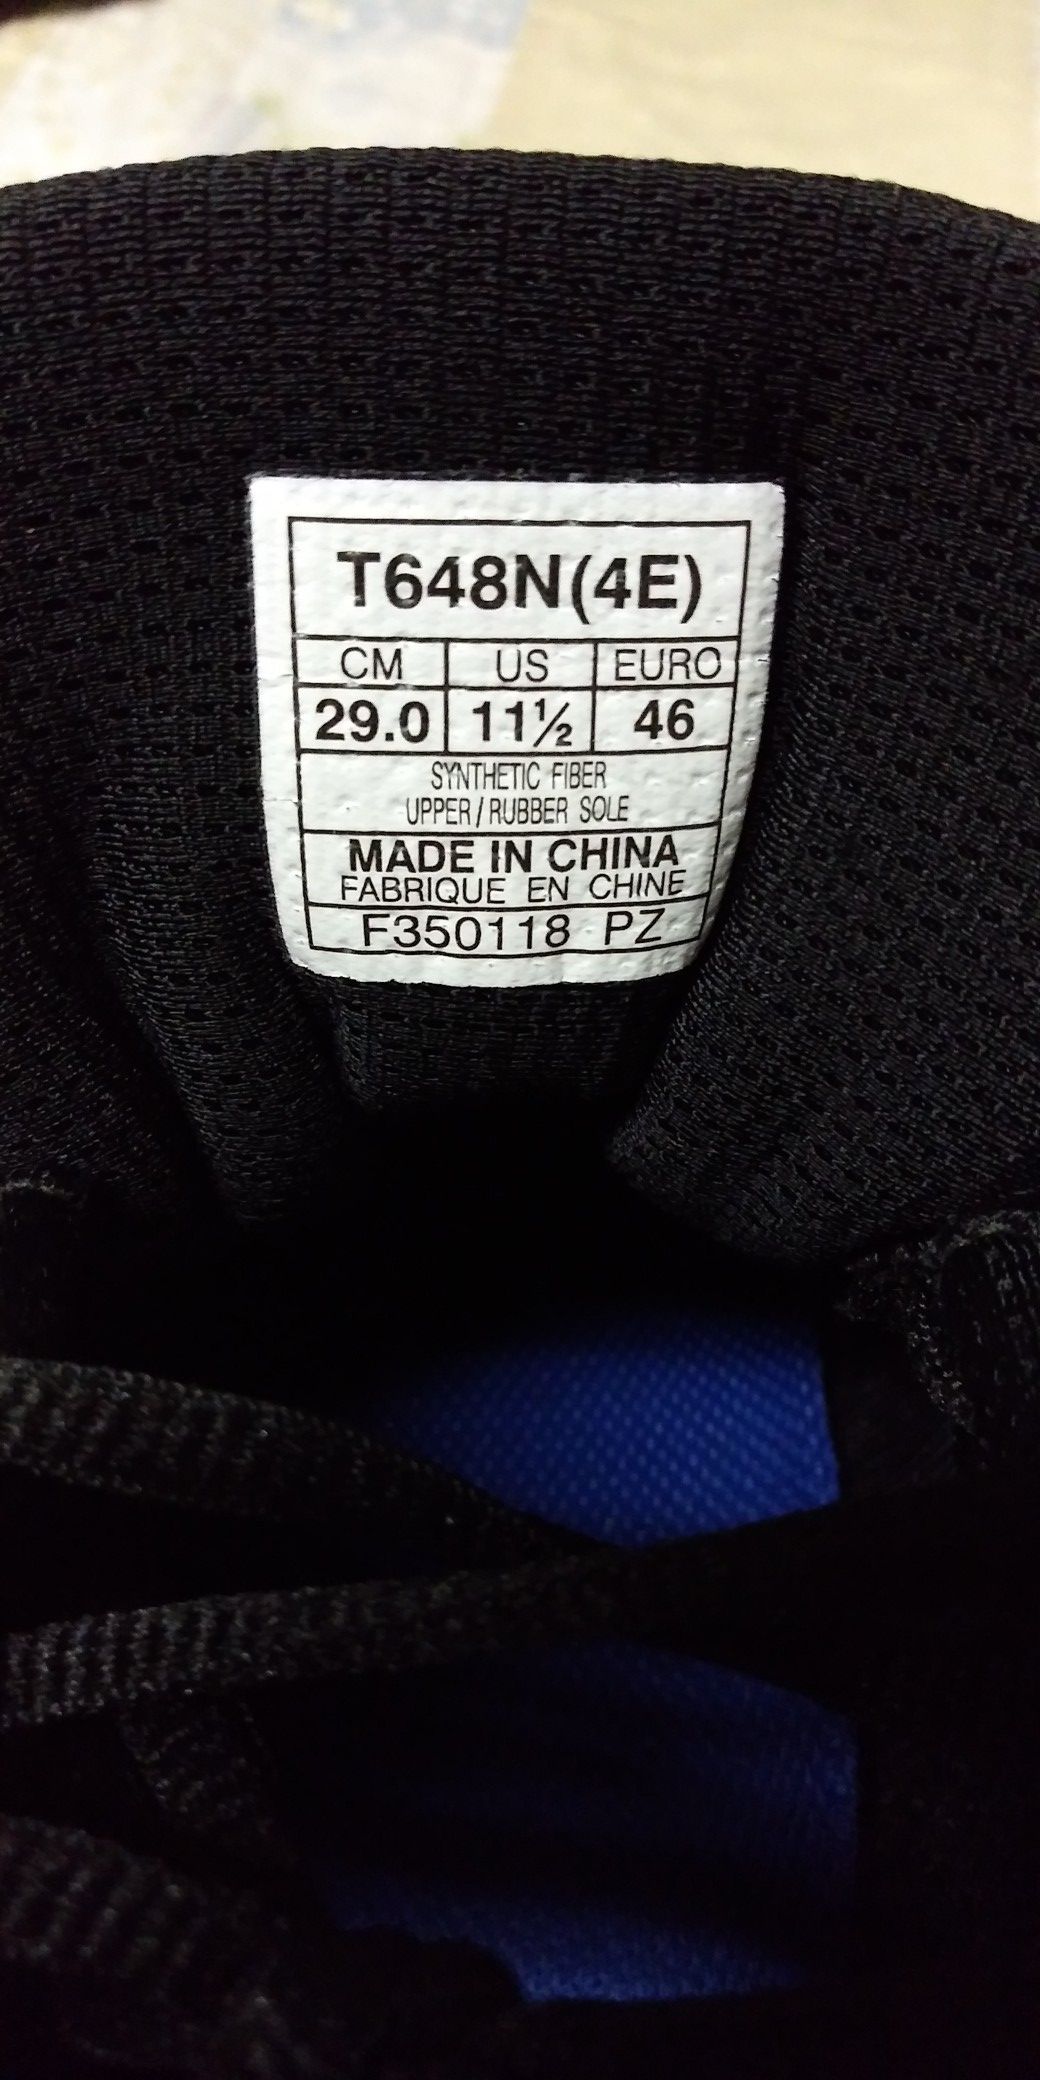 T648N(4E)
CM US EURO
29.0 11½ 46
SYNTHETIC FIBER
UPPER/RUBBER SOLE
MADE IN CHINA
FABRIQUE EN CHINE
F350118 PZ